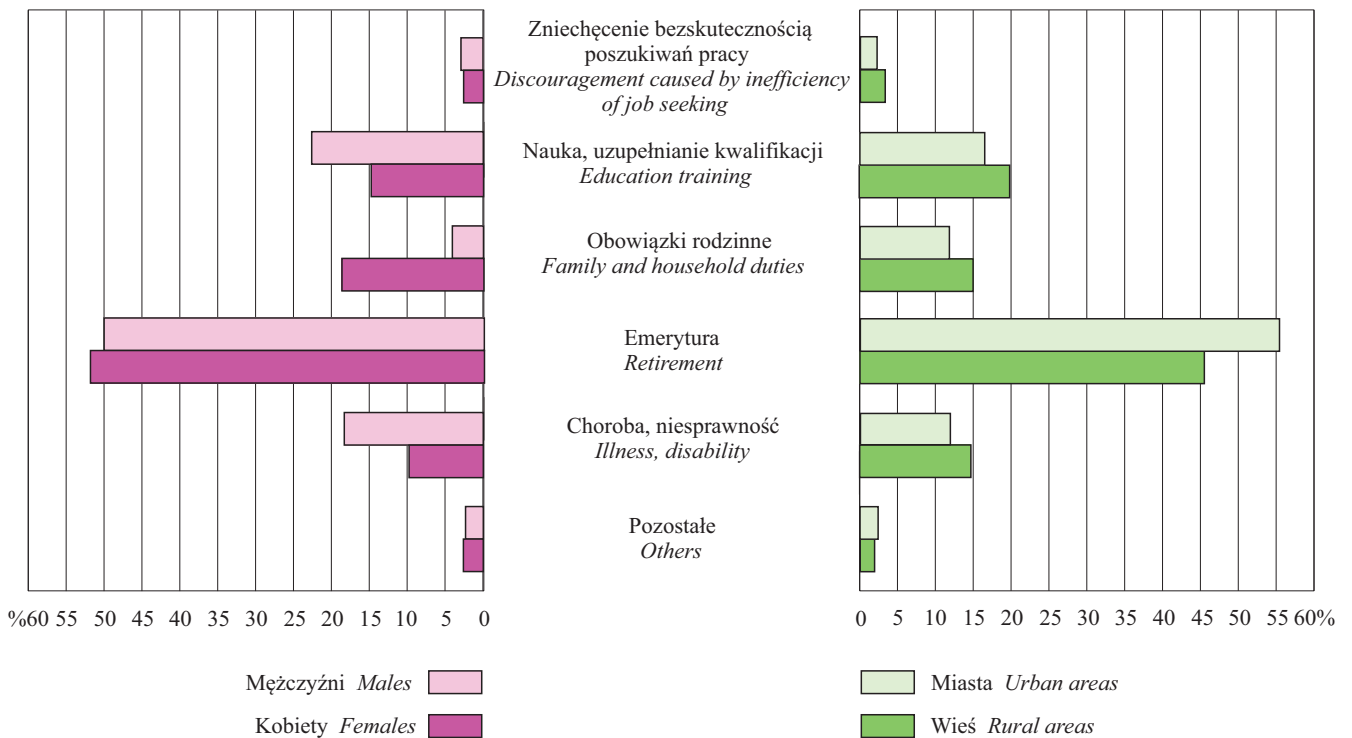 Zniechęcenie bezskutecznością
poszukiwań pracy
Discouragement caused by inefficiency
of job seeking
Nauka, uzupełnianie kwalifikacji
Education training
Obowiązki rodzinne
Family and household duties
Emerytura
Retirement
Choroba, niesprawność
Illness, disability
Pozostałe
Others
%60 55 50 45 40 35 30 25 20 15 10 5 0
0 5 10 15 20 25 30 35 40 45 50 55 60%
Mężczyźni Males
Kobiety Females
Miasta Urban areas
Wieś Rural areas